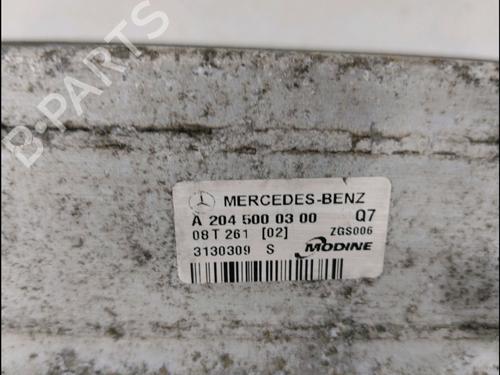 B-PARTS
MERCEDES-BENZ
A 204 500 03 00 Q7
08 T 261 [02] ZGS006
3130309 S MODINE